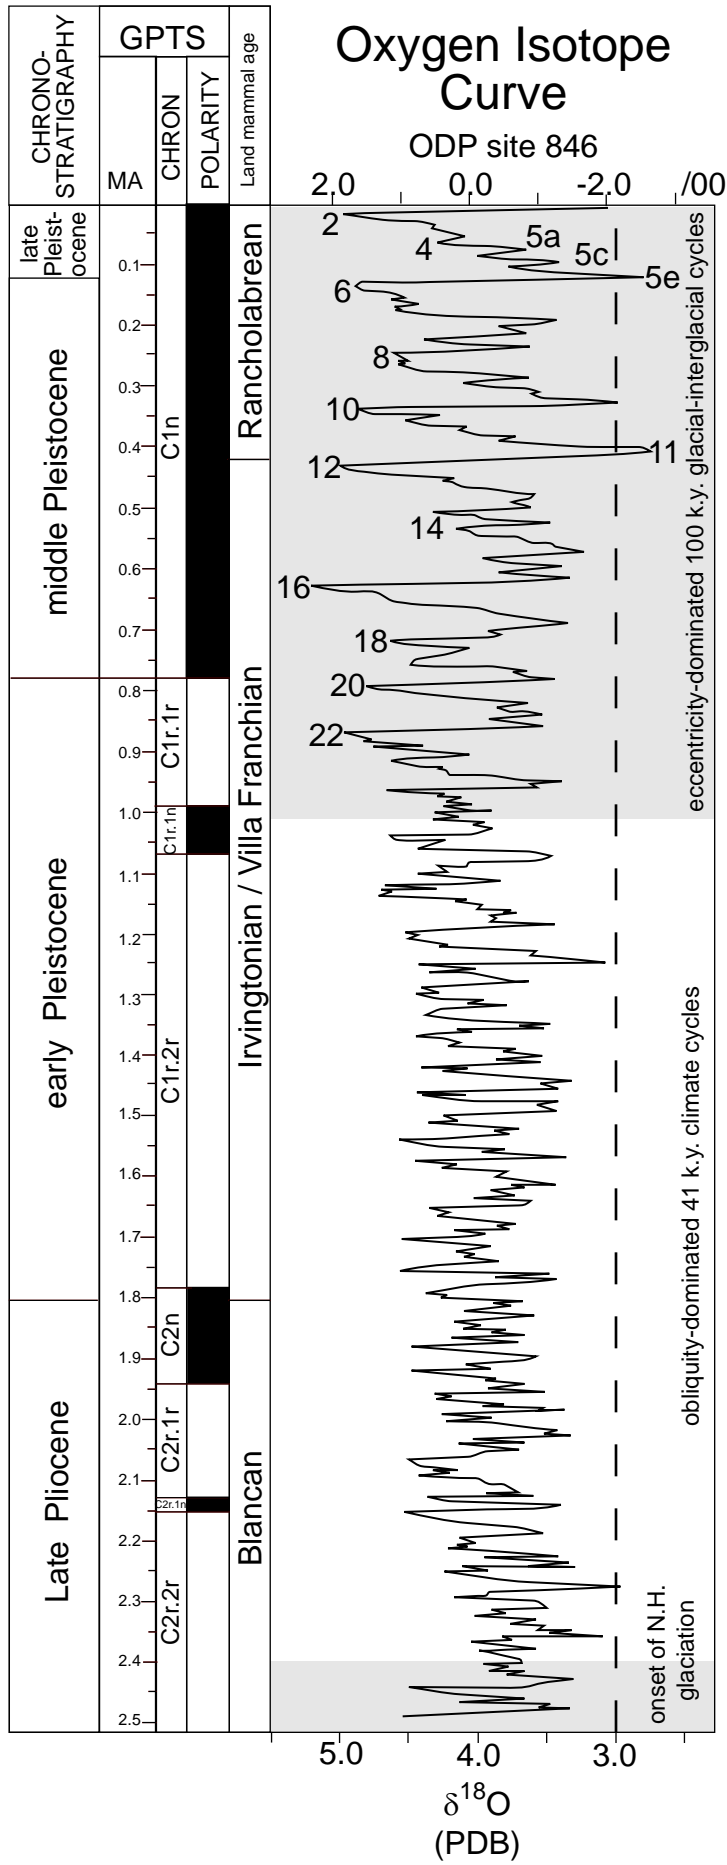 Oxygen Isotope
Curve
ODP site 846
CHRONO-
STRATIGRAPHY
GPTS
MA
CHRON
POLARITY
Land mammal age
2.0
0.0
-2.0
/00
late
Pleist-
ocene
middle Pleistocene
early Pleistocene
Late Pliocene
0.1
0.2
0.3
0.4
0.5
0.6
0.7
0.8
0.9
1.0
1.1
1.2
1.3
1.4
1.5
1.6
1.7
1.8
1.9
2.0
2.1
2.2
2.3
2.4
2.5
C1n
C1r.1r
C1r.1n
C1r.2r
C2n
C2r.1r
C2r.1n
C2r.2r
Rancholabrean
Irvingtonian / Villa Franchian
Blancan
2
4
5a
5c
5e
6
8
10
11
12
14
16
18
20
22
eccentricity-dominated 100 k.y. glacial-interglacial cycles
obliquity-dominated 41 k.y. climate cycles
onset of N.H.
glaciation
5.0
4.0
3.0
δ18O
(PDB)